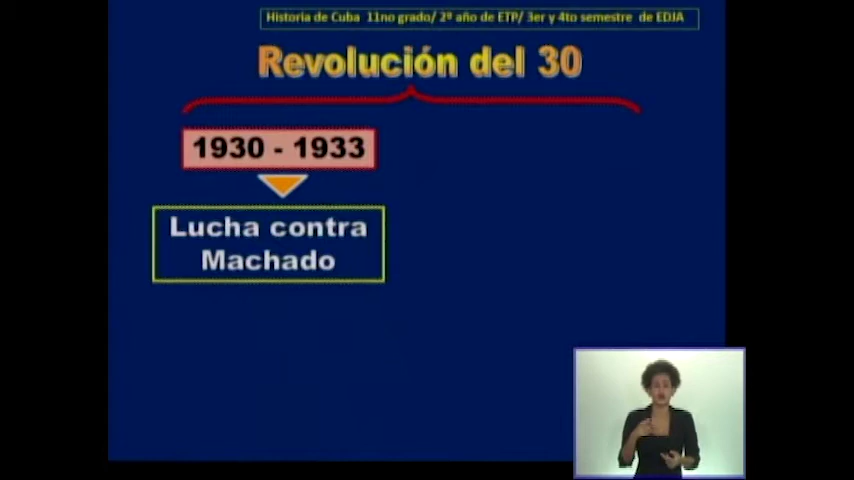 Historia de Cuba 11no grado/ 2º año de ETP/ 3er y 4to semestre de EDJA
Revolución del 30
1930 - 1933
Lucha contra
Machado